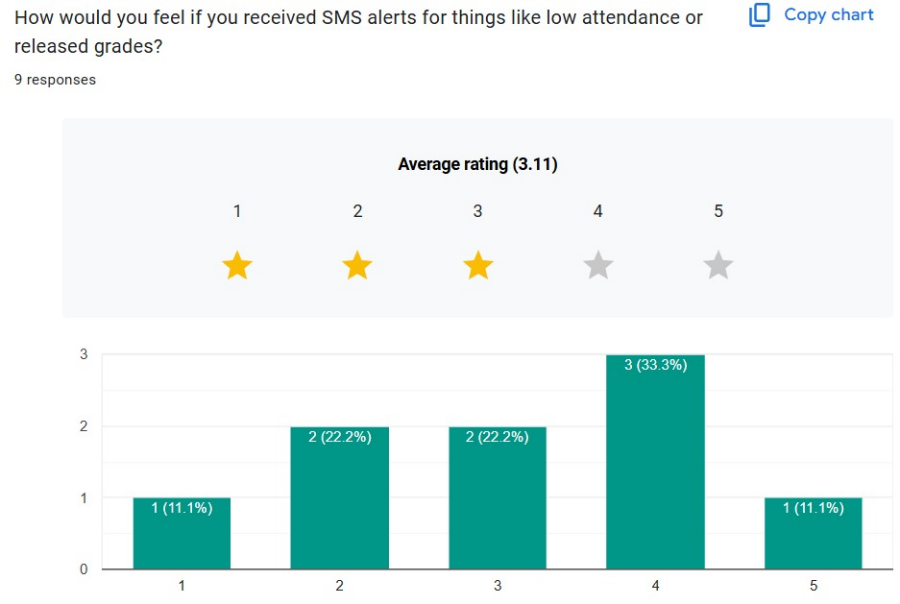 How would you feel if you received SMS alerts for things like low attendance or
released grades?
Copy chart
9 responses
Average rating (3.11)
1 2 3 4 5
3
2
1
0
1 (11.1%)
2 (22.2%)
2 (22.2%)
3 (33.3%)
1 (11.1%)
1 2 3 4 5